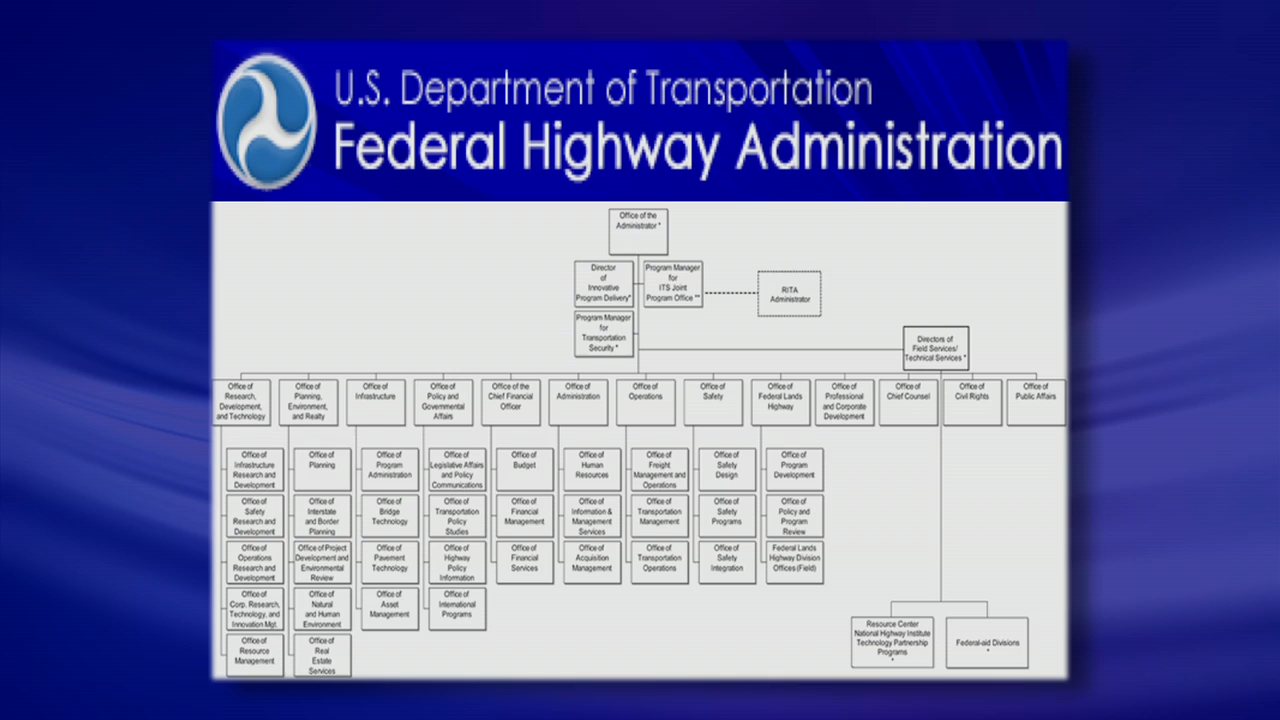 U.S. Department of Transportation
Federal Highway Administration
Office of the
Administrator *
Director
of
Innovative
Program Delivery*
Program Manager
for
ITS Joint
Program Office **
RITA
Administrator
Program Manager
for
Transportation
Security *
Directors of
Field Services/
Technical Services *
Office of
Research,
Development,
and Technology
Office of
Planning,
Environment,
and Realty
Office of
Infrastructure
Office of
Policy and
Governmental
Affairs
Office of the
Chief Financial
Officer
Office of
Administration
Office of
Operations
Office of
Safety
Office of
Federal Lands
Highway
Office of
Professional
and Corporate
Development
Office of
Chief Counsel
Office of
Civil Rights
Office of
Public Affairs
Office of
Infrastructure
Research and
Development
Office of
Planning
Office of
Program
Administration
Office of
Legislative Affairs
and Policy
Communications
Office of
Budget
Office of
Human
Resources
Office of
Freight
Management and
Operations
Office of
Safety
Design
Office of
Program
Development
Office of
Safety
Research and
Development
Office of
Interstate
and Border
Planning
Office of
Bridge
Technology
Office of
Transportation
Policy
Studies
Office of
Financial
Management
Office of
Information &
Management
Services
Office of
Transportation
Management
Office of
Safety
Programs
Office of
Policy and
Program
Review
Office of
Operations
Research and
Development
Office of Project
Development and
Environmental
Review
Office of
Pavement
Technology
Office of
Highway
Policy
Information
Office of
Financial
Services
Office of
Acquisition
Management
Office of
Transportation
Operations
Office of
Safety
Integration
Federal Lands
Highway Division
Offices (Field)
Office of
Corp. Research,
Technology, and
Innovation Mgt.
Office of
Natural
and Human
Environment
Office of
Asset
Management
Office of
International
Programs
Office of
Resource
Management
Office of
Real
Estate
Services
Resource Center
National Highway Institute
Technology Partnership
Programs
*
Federal-aid Divisions
*